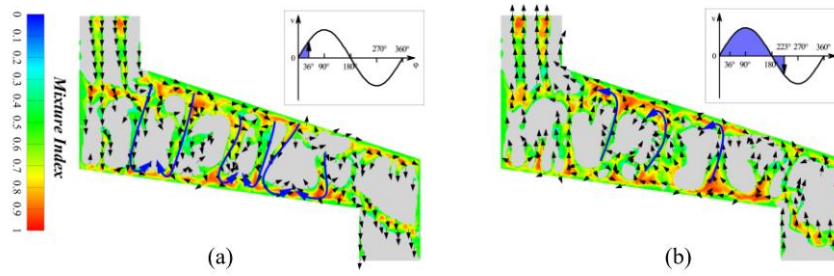 0
0.1
0.2
0.3
0.4
0.5
0.6
0.7
0.8
0.9
1
Mixture Index
v
0
36° 90° 180° 270° 360°
φ
(a)
v
0
36° 90° 180° 223° 270° 360°
φ
(b)